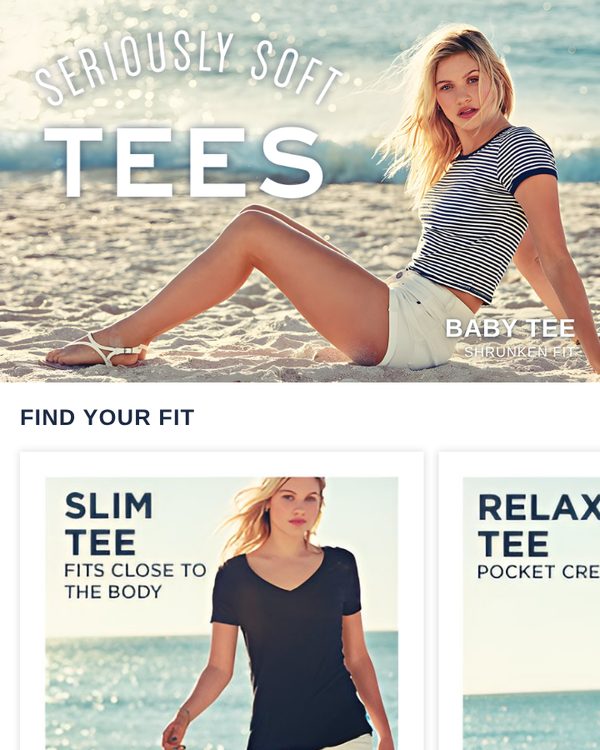 SERIOUSLY SOFT
TEES
BABY TEE
SHRUNKEN FIT
FIND YOUR FIT
SLIM
TEE
FITS CLOSE TO
THE BODY
RELAX
TEE
POCKET CRE